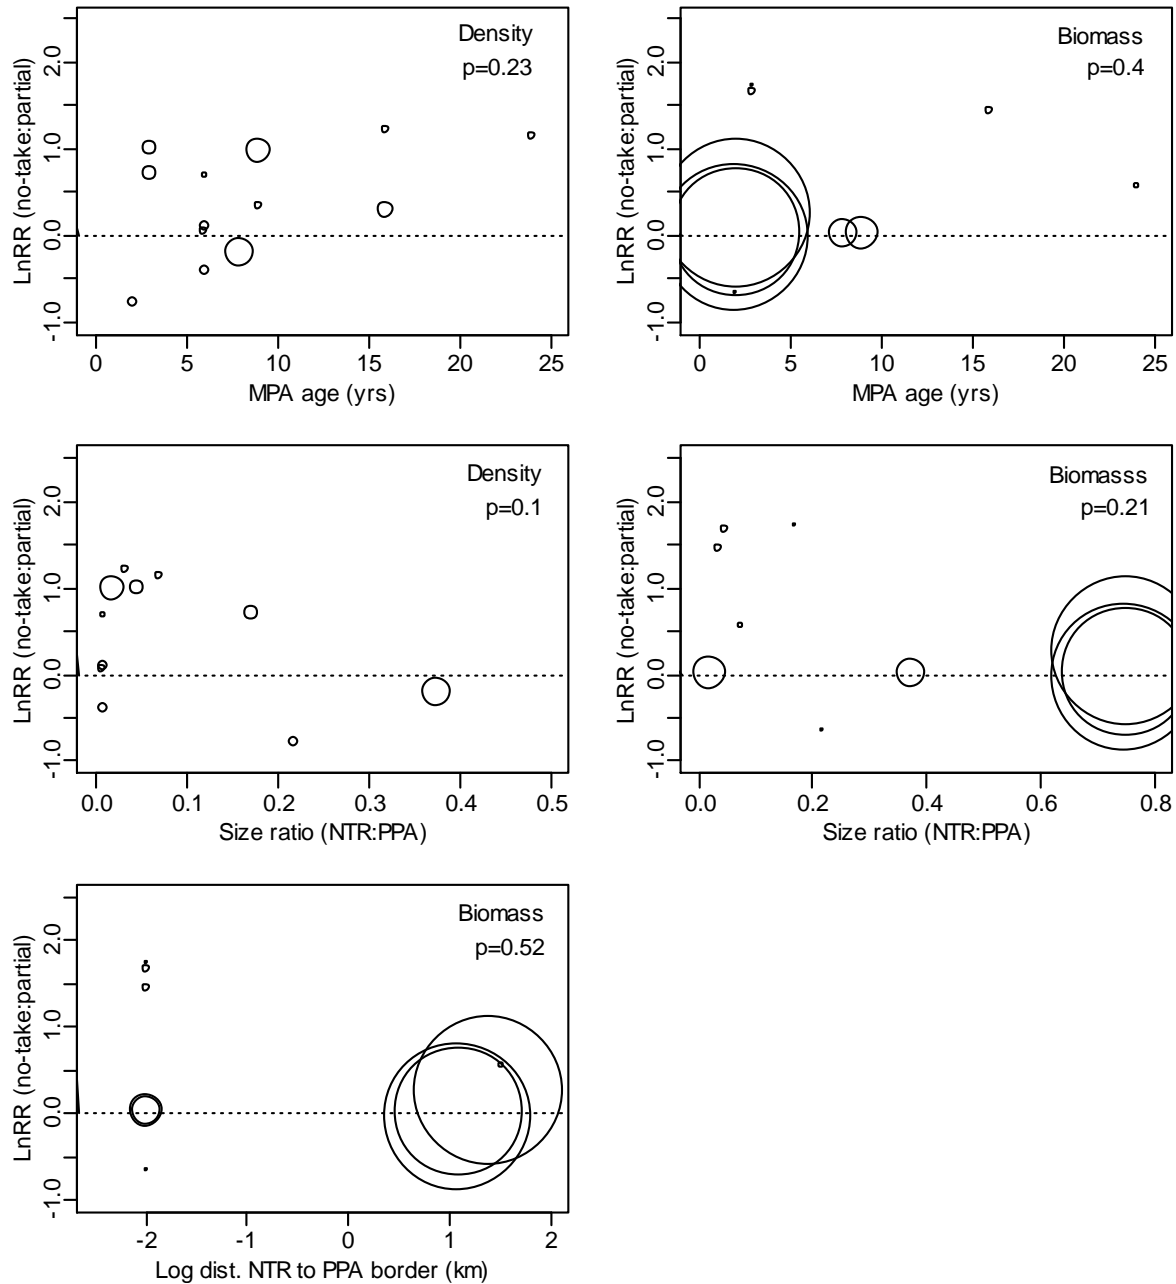 Density
p=0.23
2.0
1.0
0.0
-1.0
LnRR (no-take:partial)
0 5 10 15 20 25
MPA age (yrs)
Biomass
p=0.4
2.0
1.0
0.0
-1.0
LnRR (no-take:partial)
0 5 10 15 20 25
MPA age (yrs)
Density
p=0.1
2.0
1.0
0.0
-1.0
LnRR (no-take:partial)
0.0 0.1 0.2 0.3 0.4 0.5
Size ratio (NTR:PPA)
Biomasss
p=0.21
2.0
1.0
0.0
-1.0
LnRR (no-take:partial)
0.0 0.2 0.4 0.6 0.8
Size ratio (NTR:PPA)
Biomass
p=0.52
2.0
1.0
0.0
-1.0
LnRR (no-take:partial)
-2 -1 0 1 2
Log dist. NTR to PPA border (km)